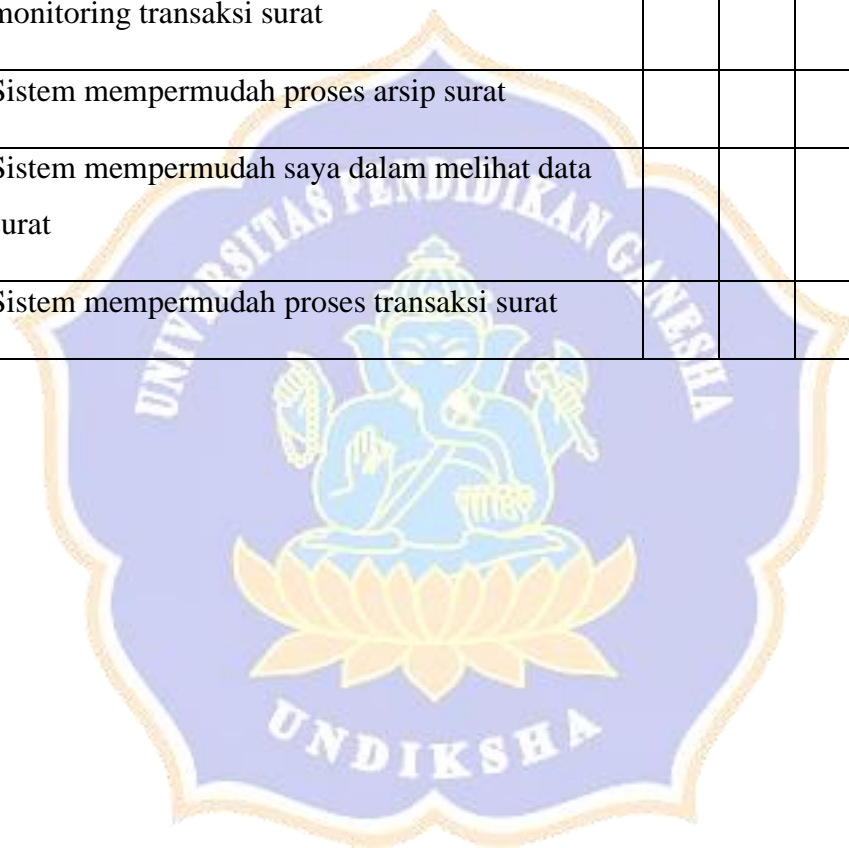 monitoring transaksi surat
Sistem mempermudah proses arsip surat
Sistem mempermudah saya dalam melihat data
surat
Sistem mempermudah proses transaksi surat
UNIVERSITAS PENDIDIKAN GANESHA
UNDIKSHA